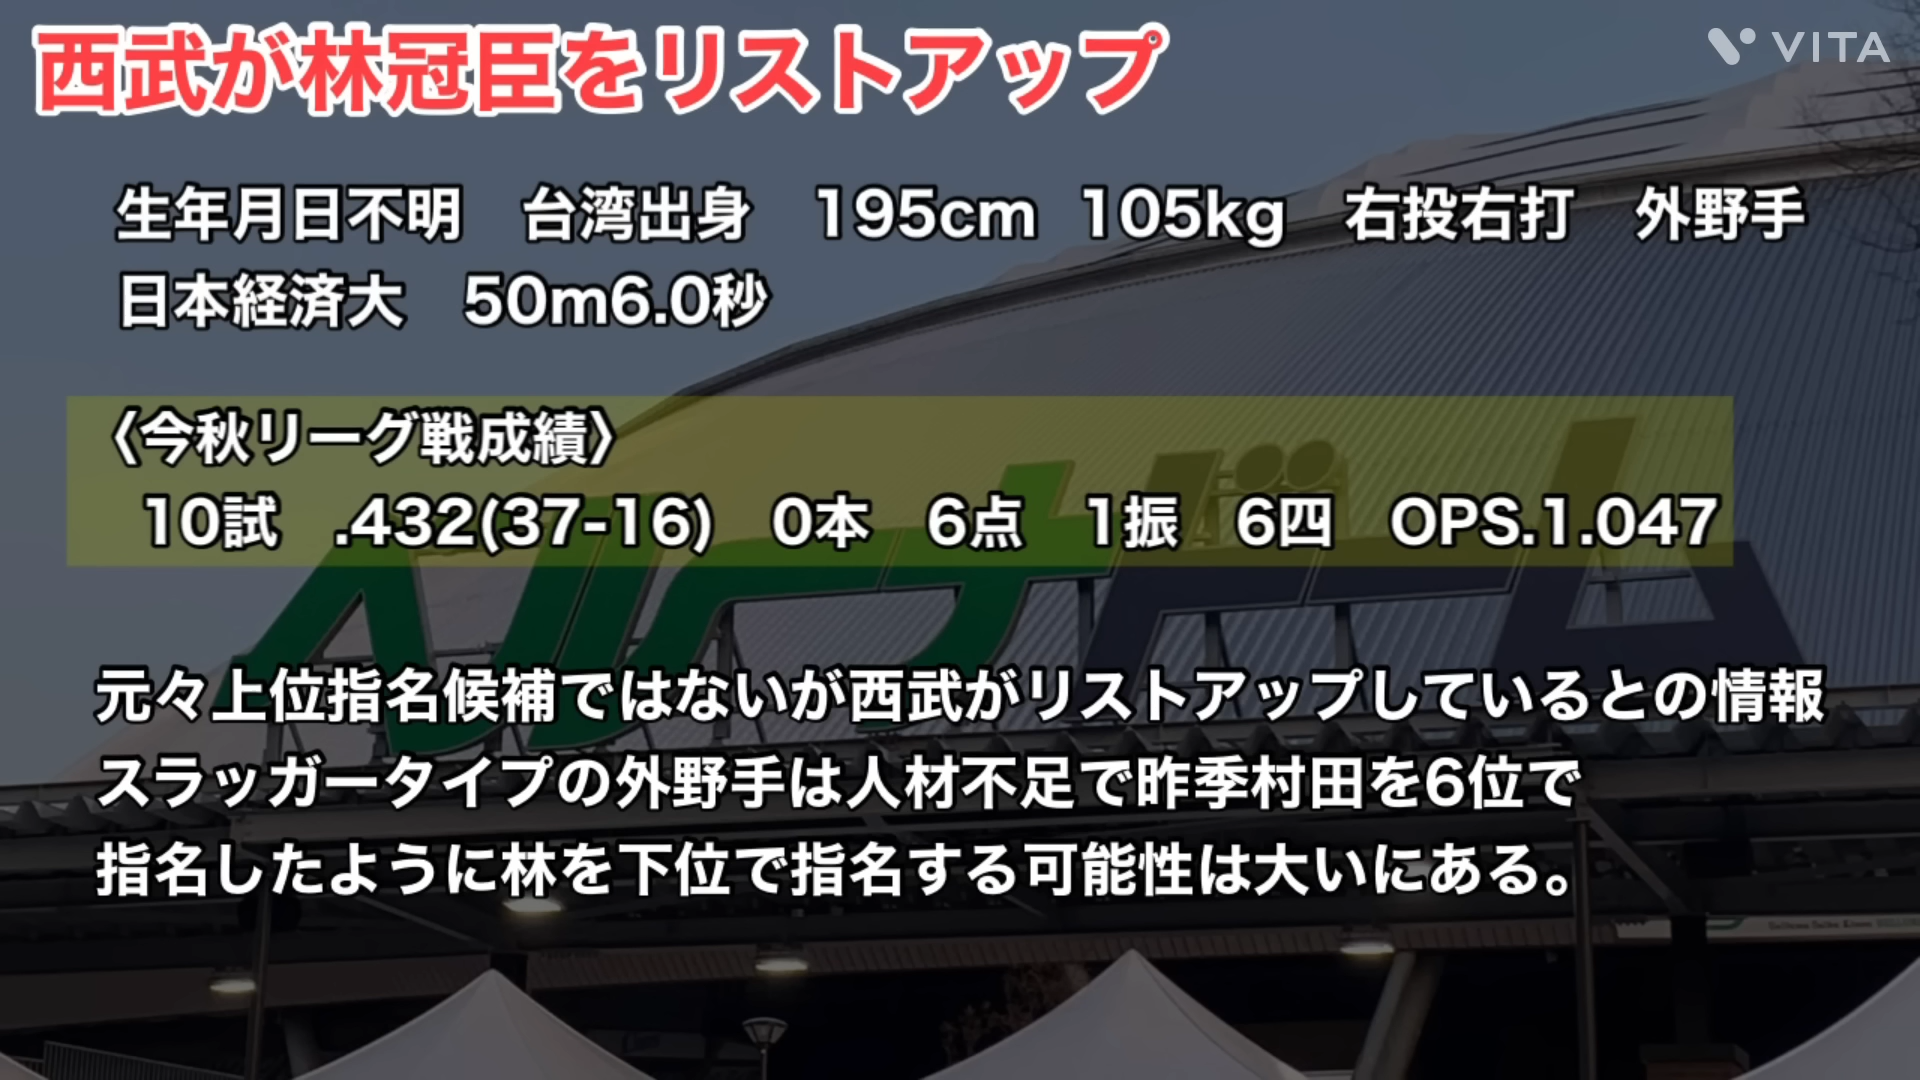 西武が林冠臣をリストアップ
VITA
生年月日不明 台湾出身 195cm 105kg 右投右打 外野手
日本経済大 50m6.0秒
〈今秋リーグ戦成績〉
10試 .432(37-16) 0本 6点 1振 6四 OPS.1.047
ベルーナドーム
元々上位指名候補ではないが西武がリストアップしているとの情報
スラッガータイプの外野手は人材不足で昨季村田を6位で
指名したように林を下位で指名する可能性は大いにある。